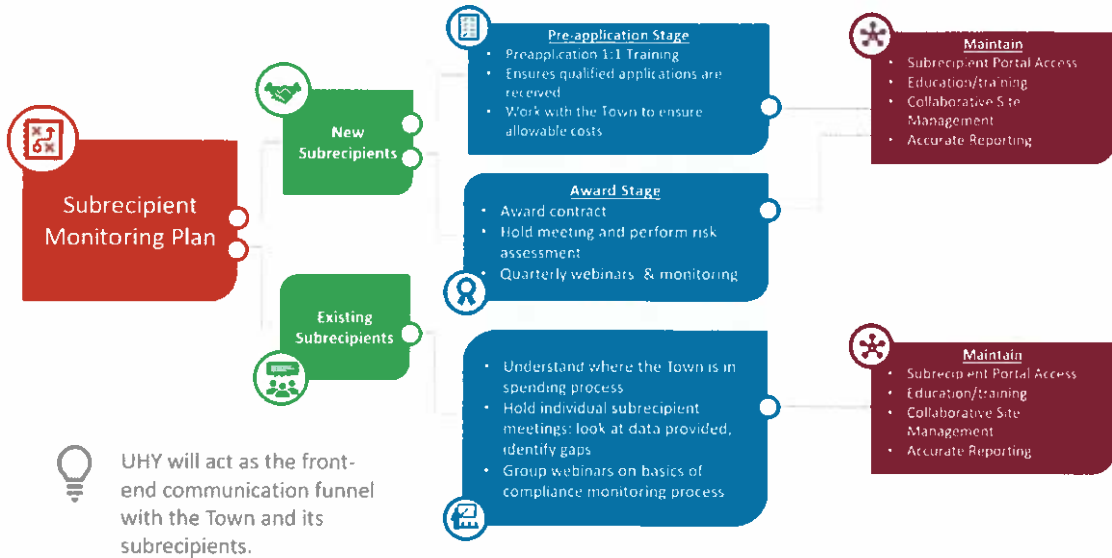 Subrecipient
Monitoring Plan
New
Subrecipients
Existing
Subrecipients
Pre-application Stage
• Preapplication 1:1 Training
• Ensures qualified applications are
received
• Work with the Town to ensure
allowable costs
Award Stage
• Award contract
• Hold meeting and perform risk
assessment
• Quarterly webinars & monitoring
• Understand where the Town is in
spending process
• Hold individual subrecipient
meetings: look at data provided,
identify gaps
• Group webinars on basics of
compliance monitoring process
Maintain
• Subrecipient Portal Access
• Education/training
• Collaborative Site
Management
• Accurate Reporting
Maintain
• Subrecipient Portal Access
• Education/training
• Collaborative Site
Management
• Accurate Reporting
UHY will act as the front-
end communication funnel
with the Town and its
subrecipients.